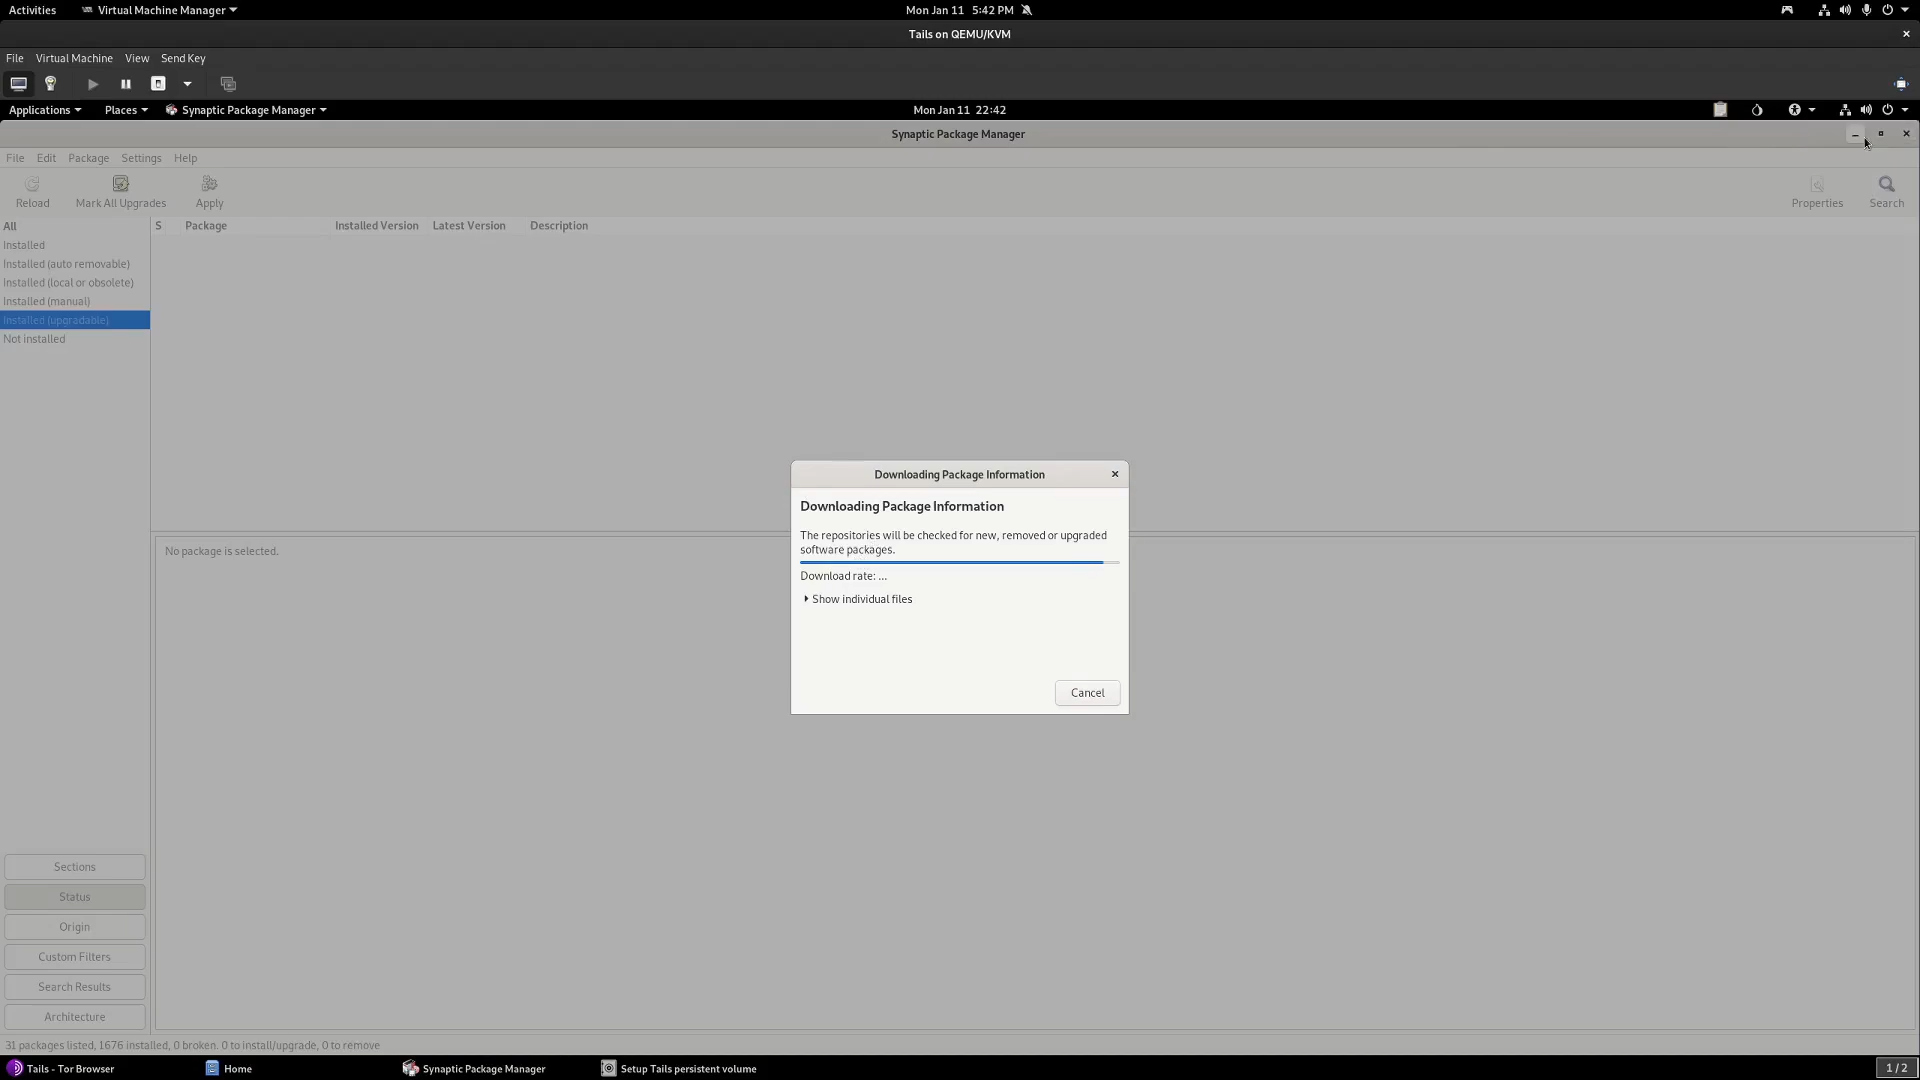 Activities
Virtual Machine Manager
Mon Jan 11 5:42 PM
Tails on QEMU/KVM
File Virtual Machine View Send Key
Applications Places Synaptic Package Manager
Mon Jan 11 22:42
Synaptic Package Manager
File Edit Package Settings Help
Reload Mark All Upgrades Apply Properties Search
All
S Package Installed Version Latest Version Description
Installed
Installed (auto removable)
Installed (local or obsolete)
Installed (manual)
Installed (upgradable)
Not installed
Downloading Package Information
Downloading Package Information
The repositories will be checked for new, removed or upgraded
software packages.
Download rate: ...
Show individual files
Cancel
No package is selected.
Sections
Status
Origin
Custom Filters
Search Results
Architecture
31 packages listed, 1676 installed, 0 broken. 0 to install/upgrade, 0 to remove
Tails - Tor Browser Home Synaptic Package Manager Setup Tails persistent volume 1 / 2